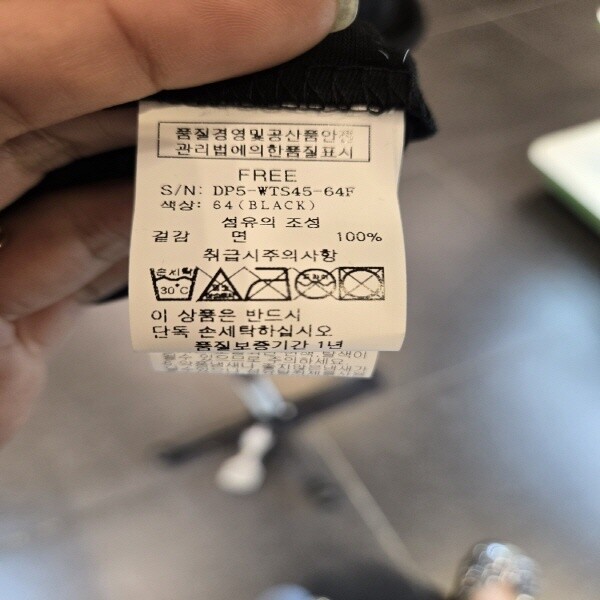 품질경영및공산품안전
관리법에의한품질표시
FREE
S/N: DP5-WTS45-64F
색상: 64(BLACK)
섬유의 조성
겉감 면 100%
취급시주의사항
손세탁
30℃
이 상품은 반드시
단독 손세탁하십시오
품질보증기간 1년